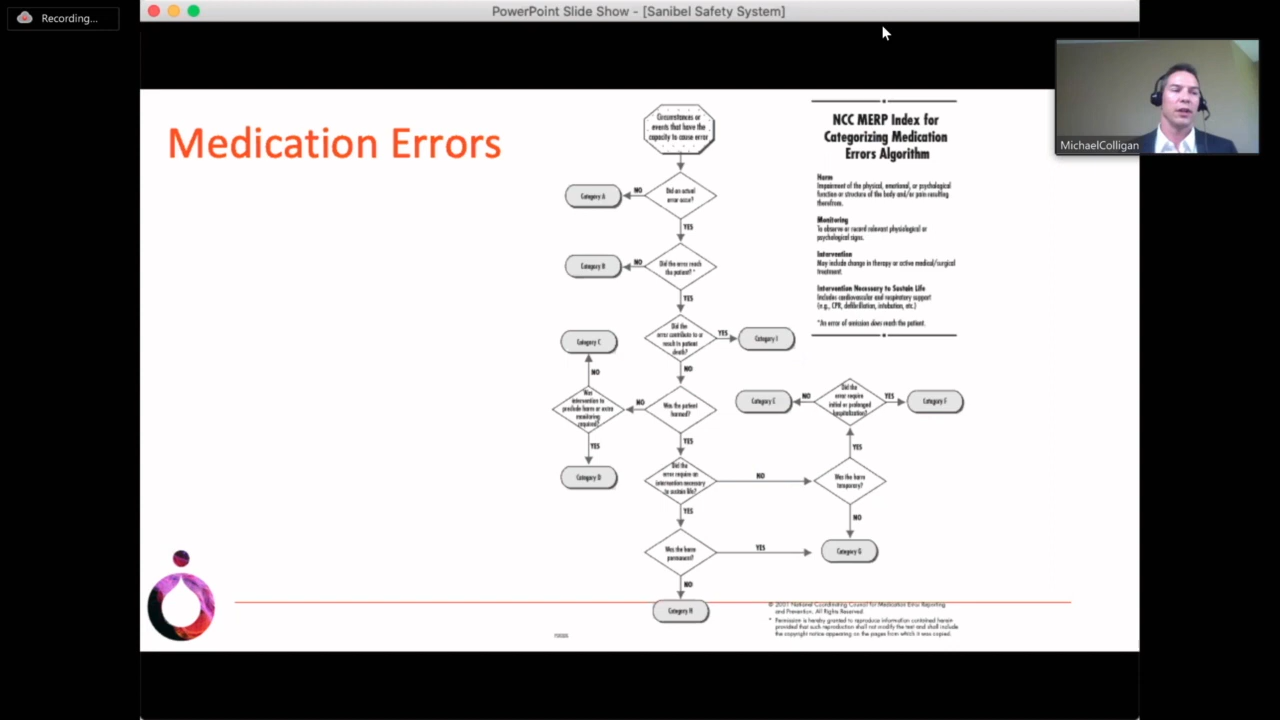 Recording...
PowerPoint Slide Show - [Sanibel Safety System]
MichaelColligan
Medication Errors
Circumstances or
events that have the
capacity to cause error
NO
Category A
Did an actual
error occur?
YES
NO
Category B
Did the error reach
the patient? *
YES
Did the
error contribute to or
result in patient
death?
YES
Category I
NO
Category C
NO
Was
intervention to
preclude harm or extra
monitoring
required?
NO
Was the patient
harmed?
YES
Category D
YES
Did the
error require an
intervention necessary
to sustain life?
NO
Was the harm
temporary?
YES
Did the
error require
initial or prolonged
hospitalization?
NO
Category E
YES
Category F
NO
Category G
YES
Was the harm
permanent?
YES
NO
Category H
NCC MERP Index for
Categorizing Medication
Errors Algorithm
Harm
Impairment of the physical, emotional, or psychological
function or structure of the body and/or pain resulting
therefrom.
Monitoring
To observe or record relevant physiological or
psychological signs.
Intervention
May include change in therapy or active medical/surgical
treatment.
Intervention Necessary to Sustain Life
Includes cardiovascular and respiratory support
(e.g., CPR, defibrillation, intubation, etc.)
*An error of omission does reach the patient.
© 2001 National Coordinating Council for Medication Error Reporting
and Prevention. All Rights Reserved.
* Permission is hereby granted to reproduce information contained herein
provided that such reproduction shall not modify the text and shall include
the copyright notice appearing on the pages from which it was copied.